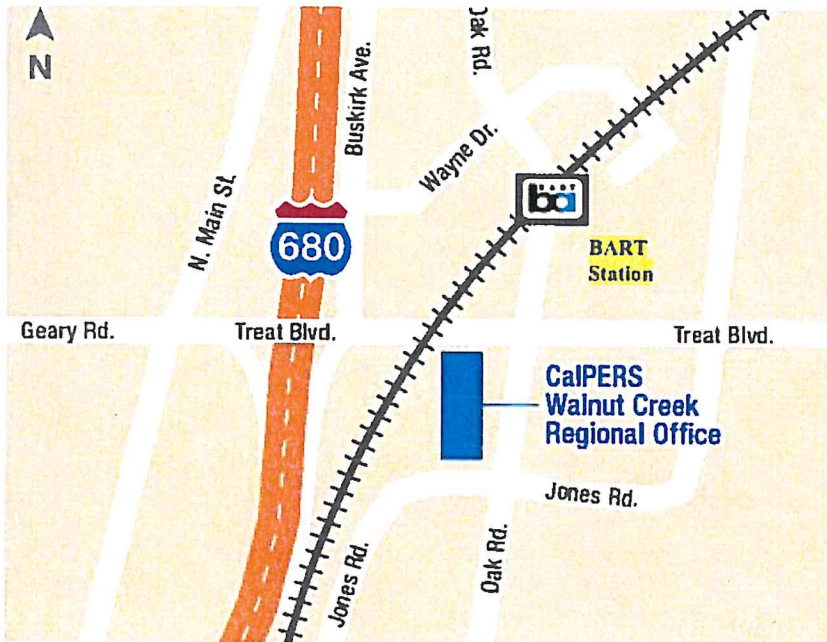 N
Oak Rd.
Buskirk Ave.
Wayne Dr.
N. Main St.
BART
ba
680
BART
Station
Geary Rd.
Treat Blvd.
Treat Blvd.
CalPERS
Walnut Creek
Regional Office
Jones Rd.
Jones Rd.
Oak Rd.